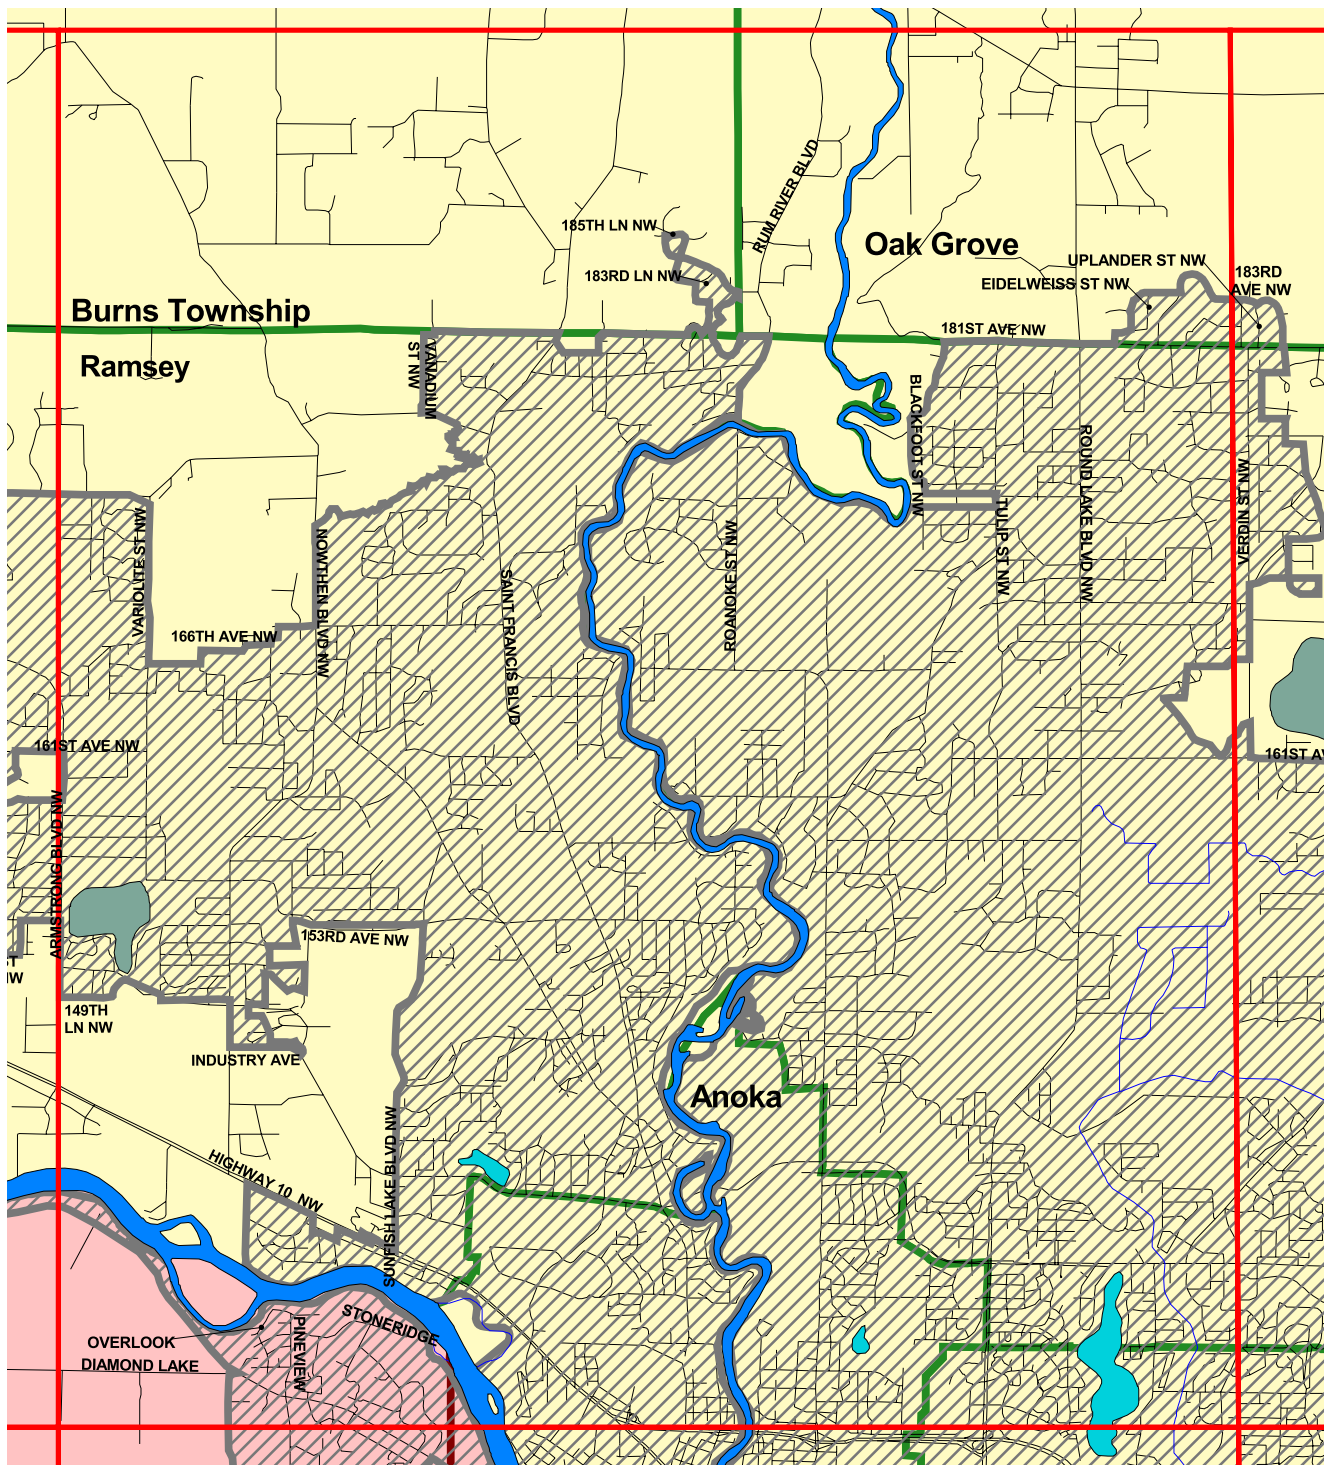 RUM RIVER BLVD
185TH LN NW
Oak Grove
UPLANDER ST NW
183RD LN NW
EIDELWEISS ST NW
183RD
AVE NW
Burns Township
181ST AVE NW
Ramsey
VANADIUM
ST NW
BLACKFOOT ST NW
ROUND LAKE BLVD NW
VERDIN ST NW
VARIOLITE ST NW
NOWTHEN BLVD NW
TULIP ST NW
ROANOKE ST NW
SAINT FRANCIS BLVD
166TH AVE NW
161ST AVE NW
161ST AV
ARMSTRONG BLVD NW
153RD AVE NW
ST
NW
149TH
LN NW
INDUSTRY AVE
Anoka
SUNFISH LAKE BLVD NW
HIGHWAY 10 NW
STONERIDGE
OVERLOOK
PINEVIEW
DIAMOND LAKE